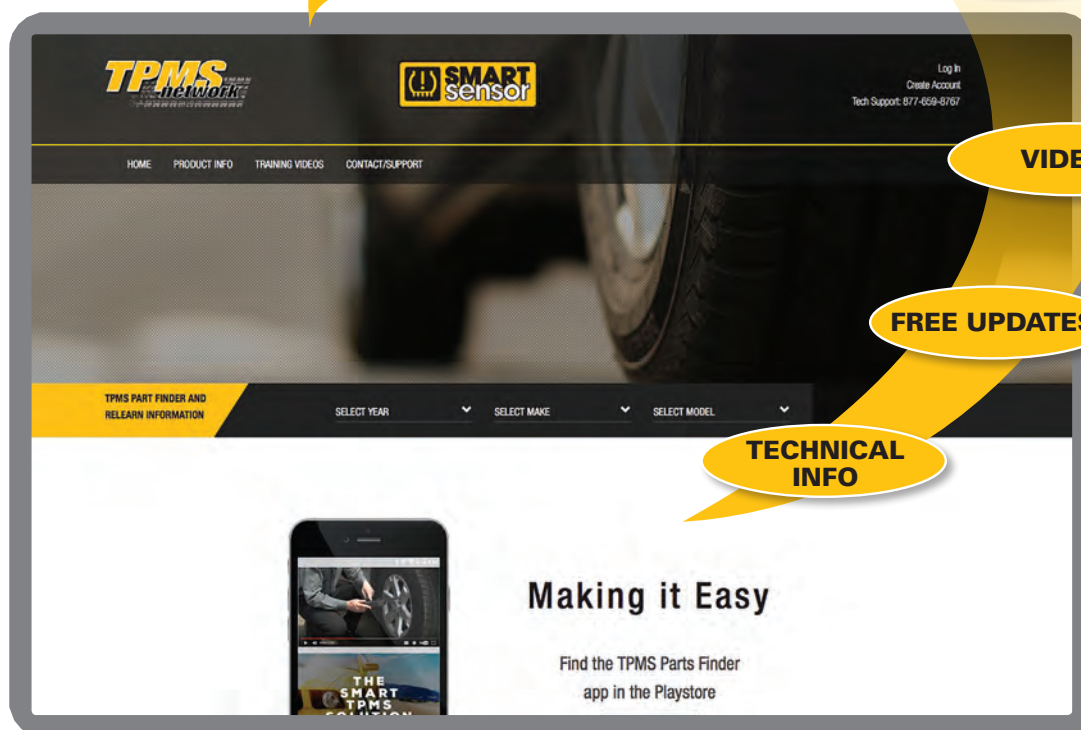 TPMS
network
SMART
sensor
Log In
Create Account
Tech Support: 877-659-8767
HOME PRODUCT INFO TRAINING VIDEOS CONTACT/SUPPORT
VIDE
FREE UPDATES
TPMS PART FINDER AND
RELEARN INFORMATION
SELECT YEAR SELECT MAKE SELECT MODEL
TECHNICAL
INFO
Making it Easy
Find the TPMS Parts Finder
app in the Playstore
THE
SMART
TPMS
SOLUTION